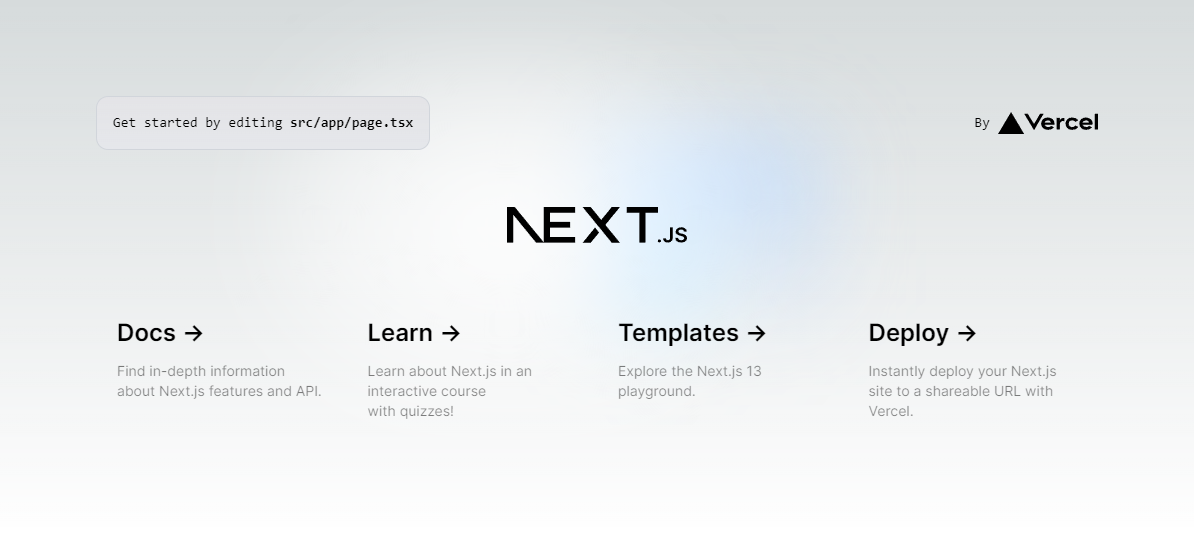 Get started by editing src/app/page.tsx
By Vercel
NEXT.JS
Docs →
Find in-depth information
about Next.js features and API.
Learn →
Learn about Next.js in an
interactive course
with quizzes!
Templates →
Explore the Next.js 13
playground.
Deploy →
Instantly deploy your Next.js
site to a shareable URL with
Vercel.